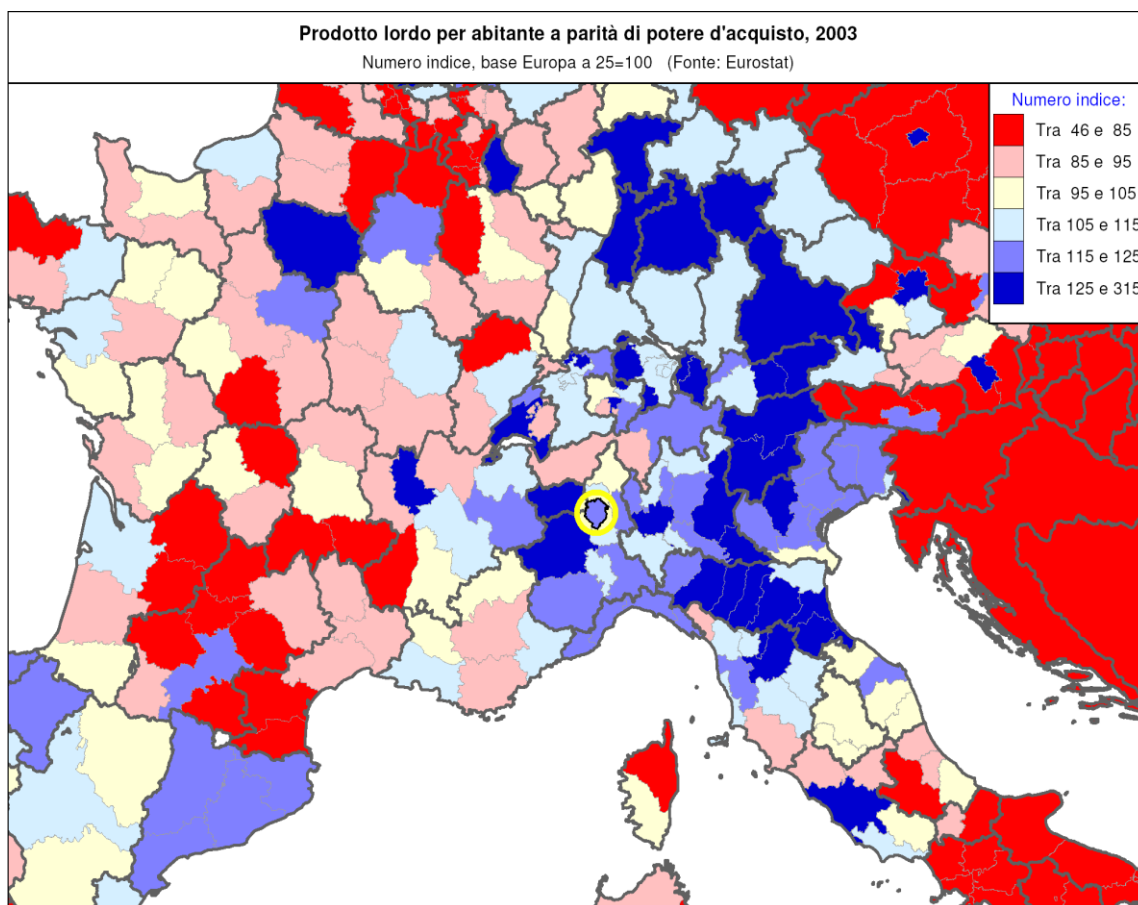 Prodotto lordo per abitante a parità di potere d'acquisto, 2003
Numero indice, base Europa a 25=100 (Fonte: Eurostat)
Numero indice:
Tra 46 e 85
Tra 85 e 95
Tra 95 e 105
Tra 105 e 115
Tra 115 e 125
Tra 125 e 315